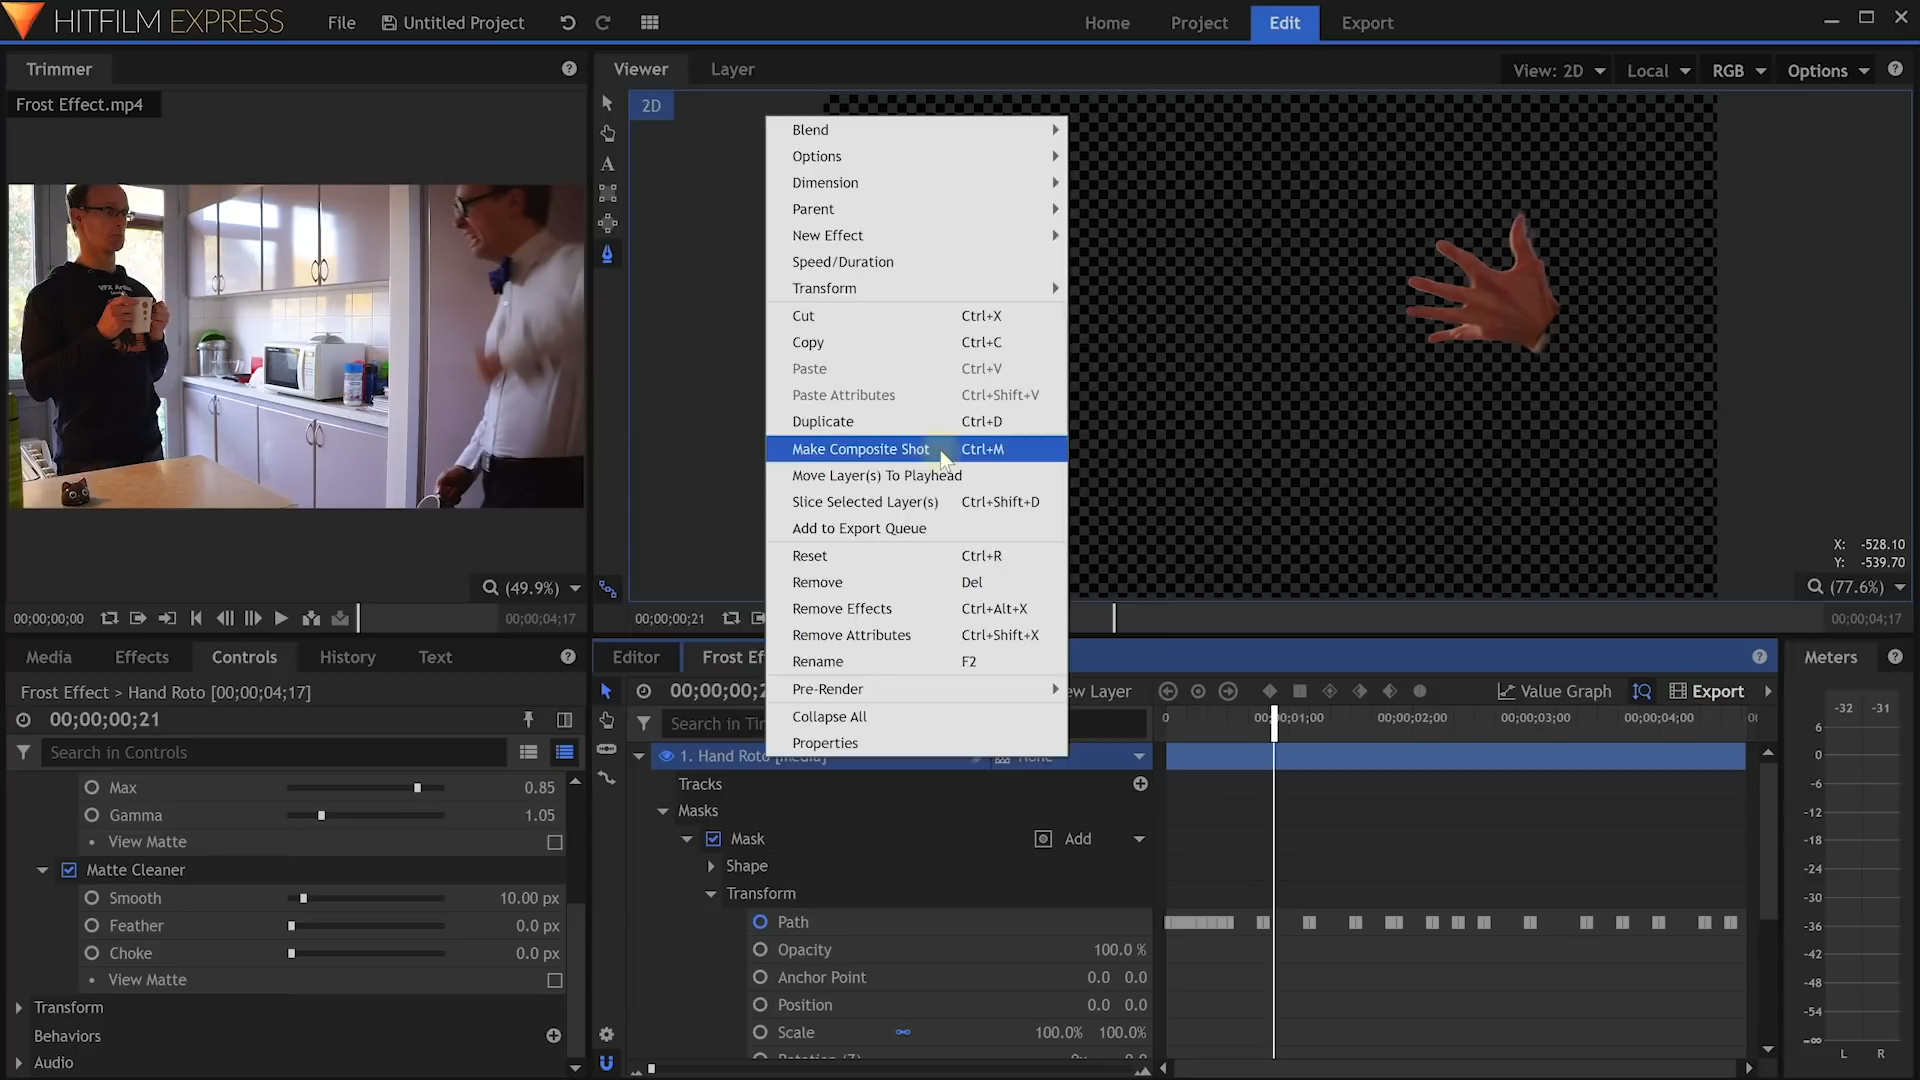 HITFILM EXPRESS
File
Untitled Project
Home
Project
Edit
Export
Trimmer
Viewer
Layer
View: 2D
Local
RGB
Options
Frost Effect.mp4
2D
Blend
Options
Dimension
Parent
New Effect
Speed/Duration
Transform
Cut Ctrl+X
Copy Ctrl+C
Paste Ctrl+V
Paste Attributes Ctrl+Shift+V
Duplicate Ctrl+D
Make Composite Shot Ctrl+M
Move Layer(s) To Playhead
Slice Selected Layer(s) Ctrl+Shift+D
Add to Export Queue
Reset Ctrl+R
Remove Del
Remove Effects Ctrl+Alt+X
Remove Attributes Ctrl+Shift+X
Rename F2
Pre-Render
Collapse All
Properties
X: -528.10
Y: -539.70
(49.9%)
(77.6%)
00;00;00;00
00;00;04;17
00;00;00;21
00;00;04;17
Media
Effects
Controls
History
Text
Editor
Frost Ef
Meters
Frost Effect > Hand Roto [00;00;04;17]
00;00;00;21
Search in Controls
Max 0.85
Gamma 1.05
View Matte
Matte Cleaner
Smooth 10.00 px
Feather 0.0 px
Choke 0.0 px
View Matte
Transform
Behaviors
Audio
00;00;00;2
ew Layer
Value Graph
Export
Search in Tir
0
00;00;01;00
00;00;02;00
00;00;03;00
00;00;04;00
1. Hand Roto [Media]
None
Tracks
Masks
Mask
Add
Shape
Transform
Path
Opacity 100.0 %
Anchor Point 0.0 0.0
Position 0.0 0.0
Scale 100.0% 100.0%
-32 -31
6
0
-6
-12
-18
-24
-30
-36
-42
-48
-54
-∞
L R